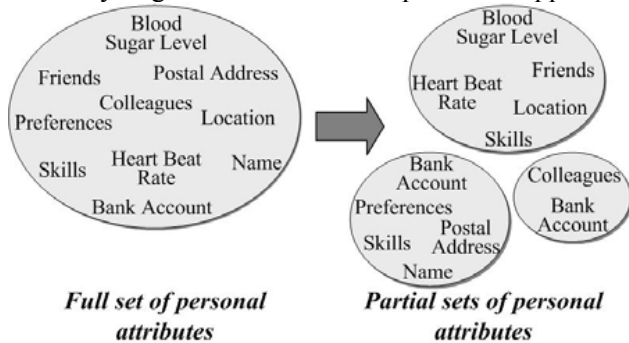 Blood
Sugar Level
Friends
Postal Address
Colleagues
Preferences
Location
Skills
Heart Beat
Rate
Name
Bank Account
Full set of personal
attributes
Blood
Sugar Level
Friends
Heart Beat
Rate
Location
Skills
Bank
Account
Preferences
Skills
Postal
Address
Name
Colleagues
Bank
Account
Partial sets of personal
attributes